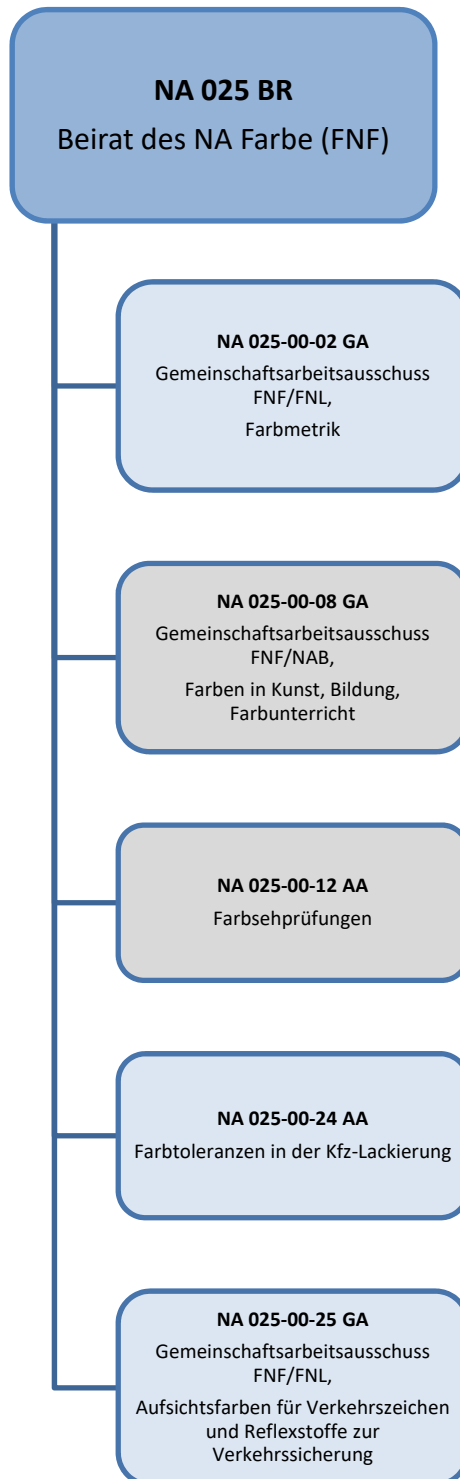 NA 025 BR
Beirat des NA Farbe (FNF)
NA 025-00-02 GA
Gemeinschaftsarbeitsausschuss
FNF/FNL,
Farbmetrik
NA 025-00-08 GA
Gemeinschaftsarbeitsausschuss
FNF/NAB,
Farben in Kunst, Bildung,
Farbunterricht
NA 025-00-12 AA
Farbsehprüfungen
NA 025-00-24 AA
Farbtoleranzen in der Kfz-Lackierung
NA 025-00-25 GA
Gemeinschaftsarbeitsausschuss
FNF/FNL,
Aufsichtsfarben für Verkehrszeichen
und Reflexstoffe zur
Verkehrssicherung